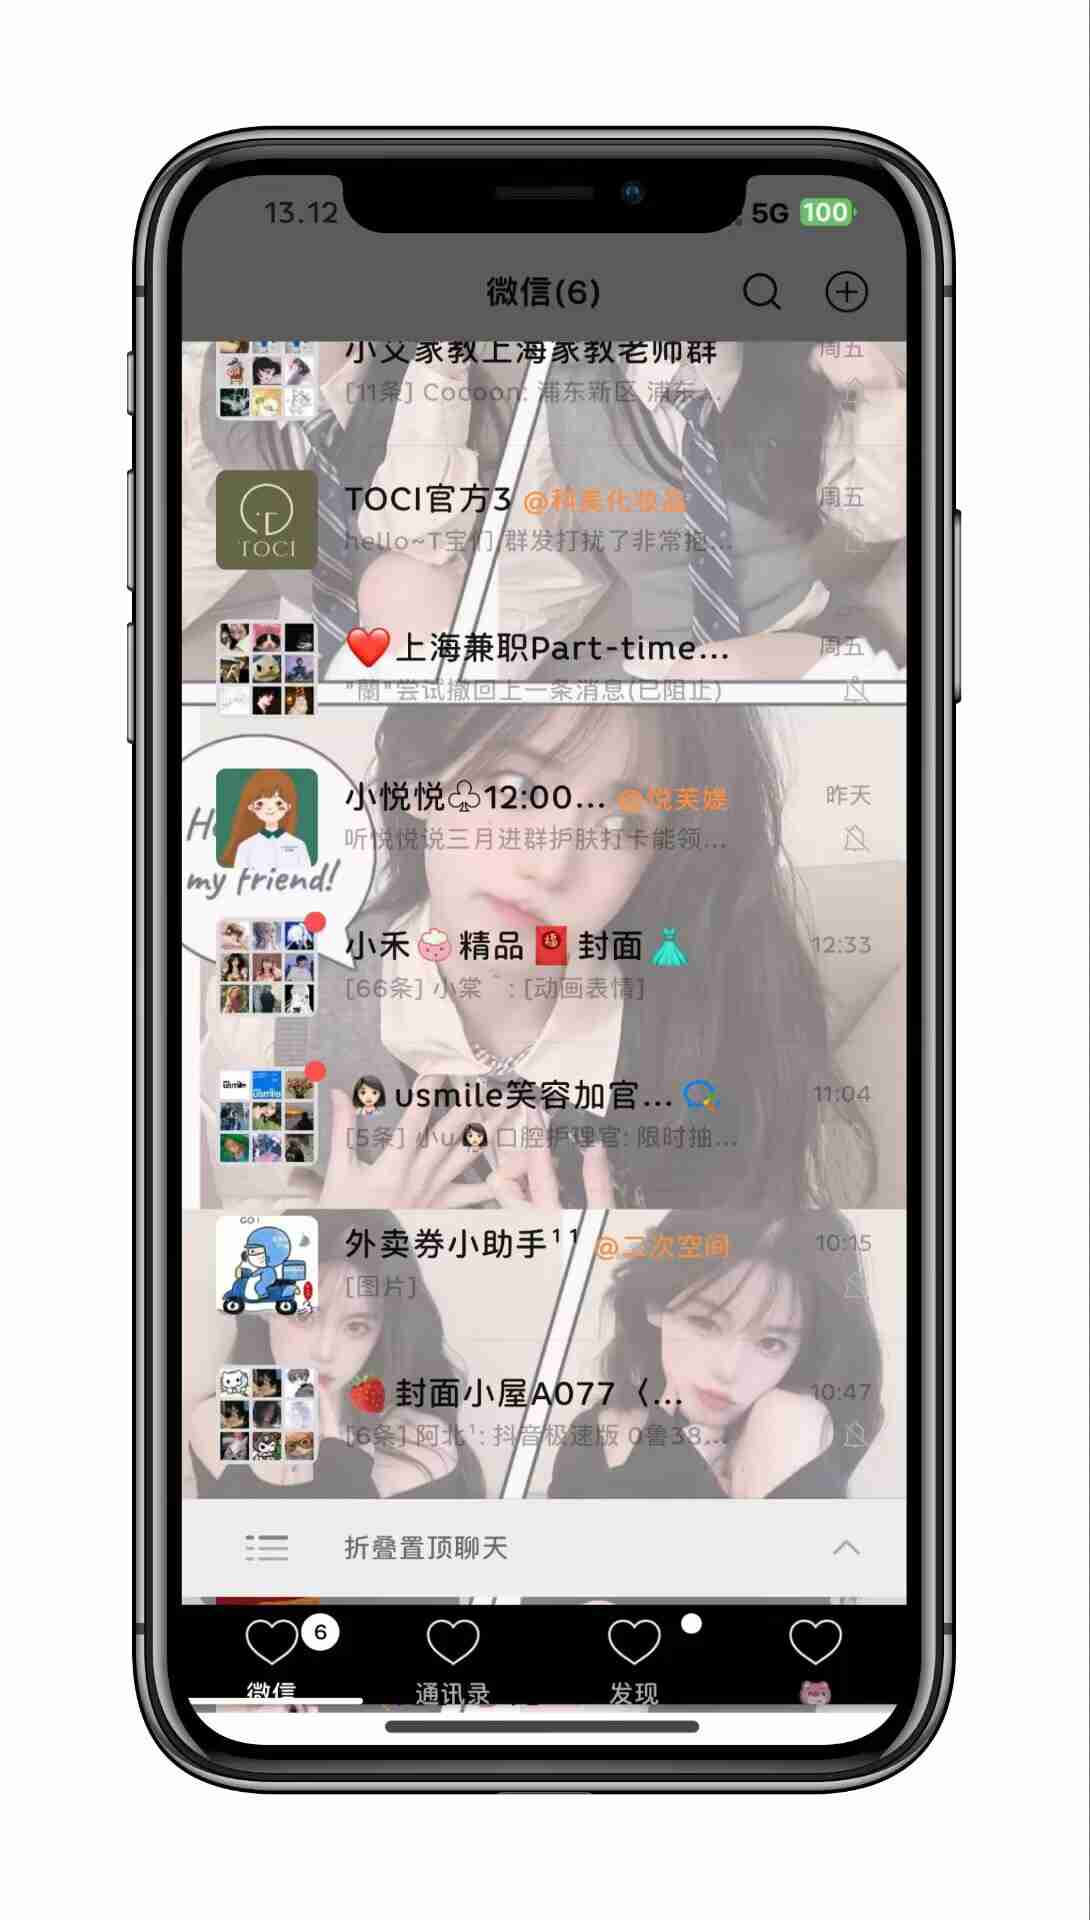 13.12
5G 100
微信(6)
小艾家教上海家教老师群
周五
[11条] Cocoon: 浦东新区 浦东...
TOCI
TOCI官方3 @科美化妆品
周五
hello~T宝们 群发打扰了非常抱...
❤️上海兼职Part-time...
周五
"蘭"尝试撤回上一条消息(已阻止)
小悦悦♧12:00... @悦芙媞
昨天
听悦悦说三月进群护肤打卡能领...
my friend!
小禾🍚精品🧧封面👗
12:33
[66条] 小棠 : [动画表情]
usmile
👩🏻usmile笑容加官...
11:04
[5条] 小u👩🏻口腔护理官: 限时抽...
GO!
外卖券小助手¹¹ @二次空间
10:15
[图片]
🍓封面小屋A077〈...
10:47
[6条] 阿北¹: 抖音极速版 0鲁38...
折叠置顶聊天
6
微信
通讯录
发现